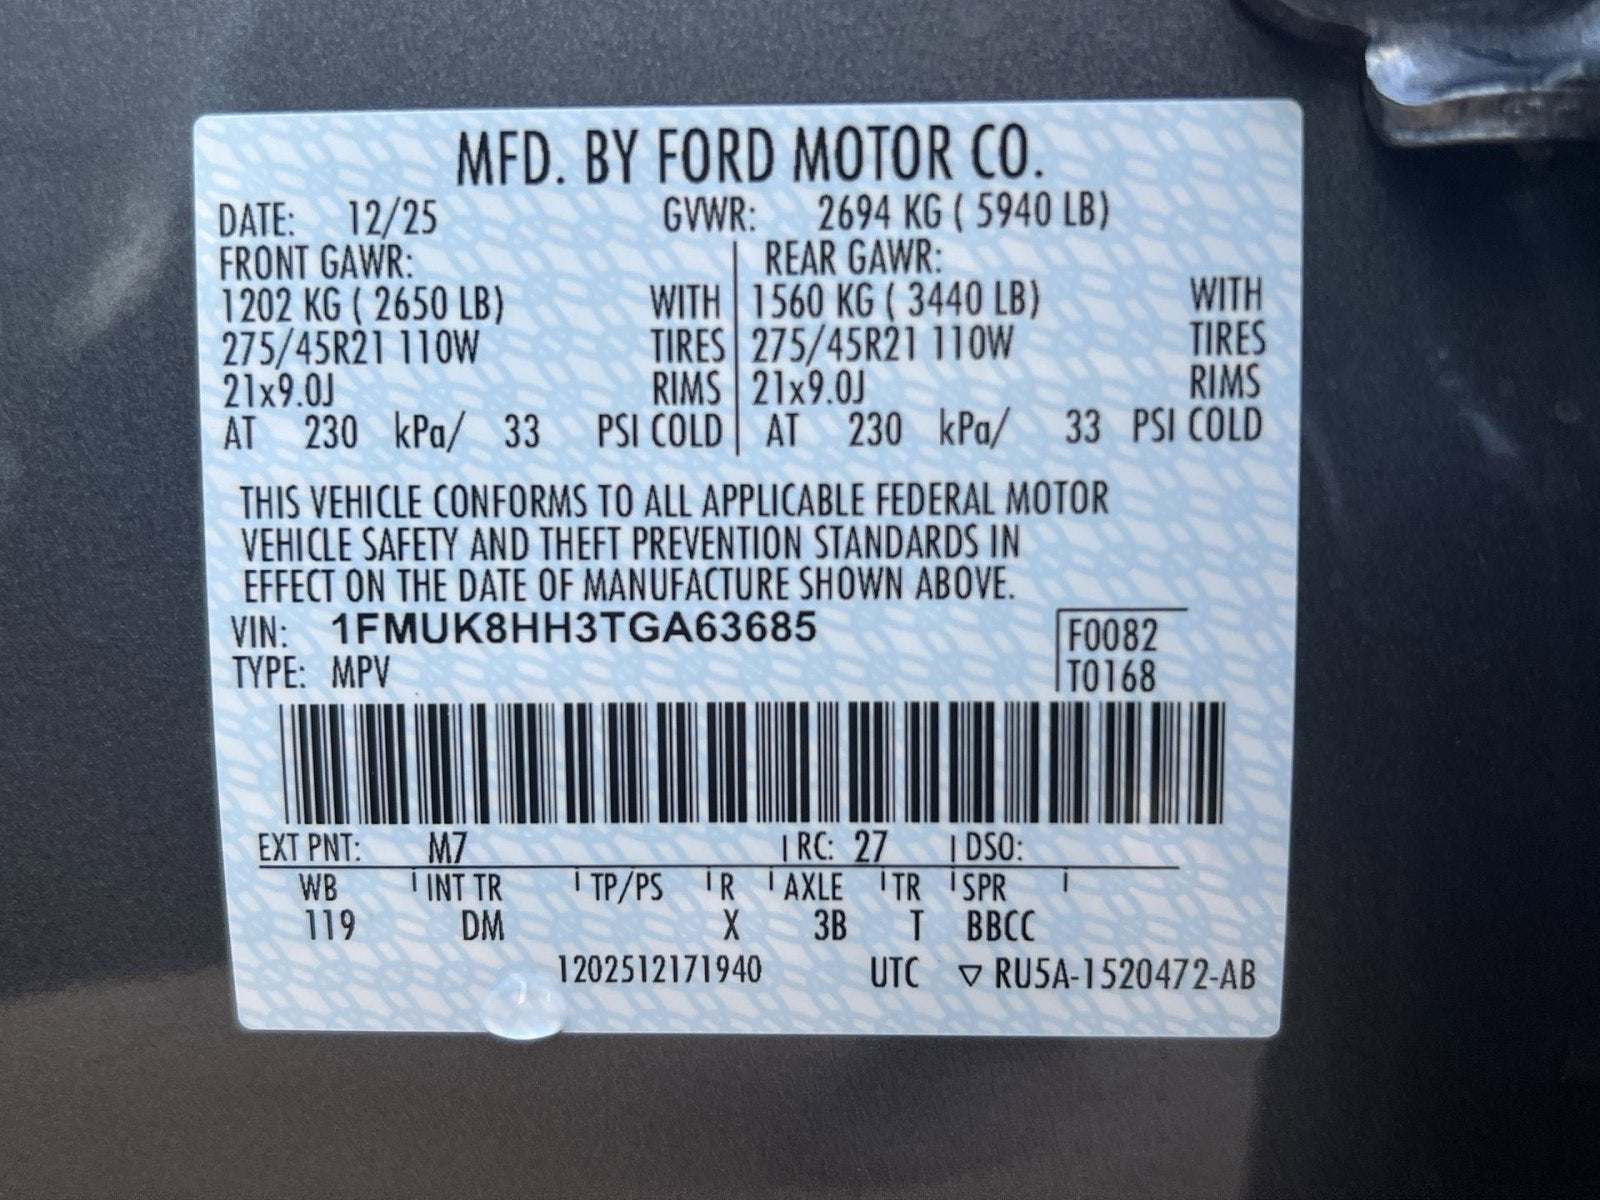 MFD. BY FORD MOTOR CO.
DATE: 12/25 GVWR: 2694 KG ( 5940 LB)
FRONT GAWR: REAR GAWR:
1202 KG ( 2650 LB) WITH 1560 KG ( 3440 LB) WITH
275/45R21 110W TIRES 275/45R21 110W TIRES
21x9.0J RIMS 21x9.0J RIMS
AT 230 kPa/ 33 PSI COLD AT 230 kPa/ 33 PSI COLD
THIS VEHICLE CONFORMS TO ALL APPLICABLE FEDERAL MOTOR
VEHICLE SAFETY AND THEFT PREVENTION STANDARDS IN
EFFECT ON THE DATE OF MANUFACTURE SHOWN ABOVE.
VIN: 1FMUK8HH3TGA63685 F0082
TYPE: MPV T0168
EXT PNT: M7 RC: 27 DSO:
WB INT TR TP/PS R AXLE TR SPR
119 DM X 3B T BBCC
1202512171940 UTC ▽ RU5A-1520472-AB